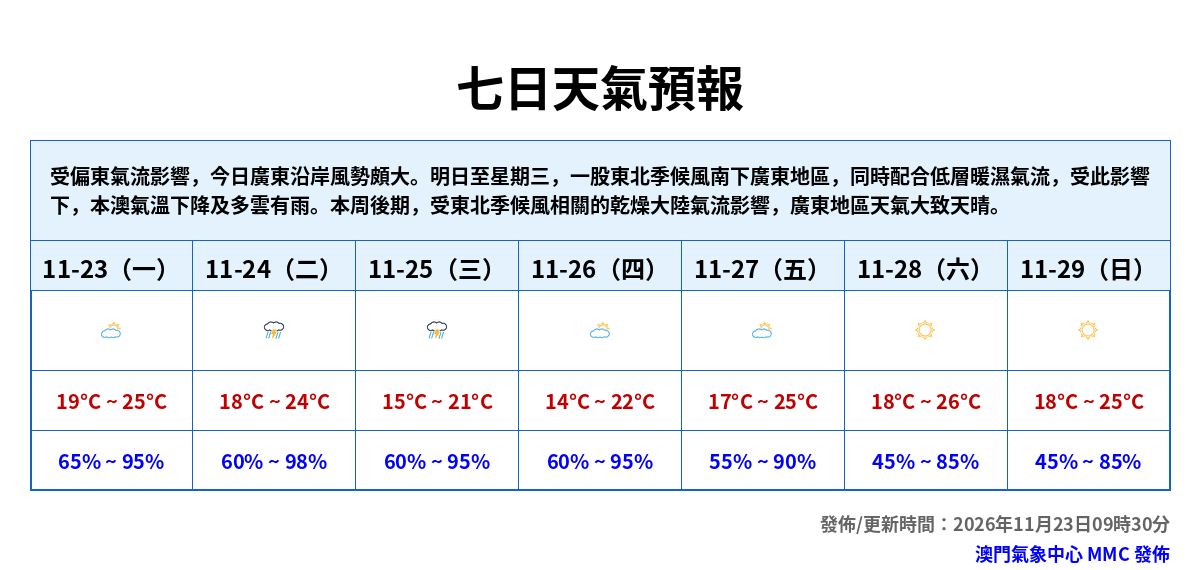 七日天氣預報
受偏東氣流影響，今日廣東沿岸風勢頗大。明日至星期三，一股東北季候風南下廣東地區，同時配合低層暖濕氣流，受此影響
下，本澳氣溫下降及多雲有雨。本周後期，受東北季候風相關的乾燥大陸氣流影響，廣東地區天氣大致天晴。
11-23（一） 11-24（二） 11-25（三） 11-26（四） 11-27（五） 11-28（六） 11-29（日）
19°C ~ 25°C 18°C ~ 24°C 15°C ~ 21°C 14°C ~ 22°C 17°C ~ 25°C 18°C ~ 26°C 18°C ~ 25°C
65% ~ 95% 60% ~ 98% 60% ~ 95% 60% ~ 95% 55% ~ 90% 45% ~ 85% 45% ~ 85%
發佈/更新時間：2026年11月23日09時30分
澳門氣象中心 MMC 發佈